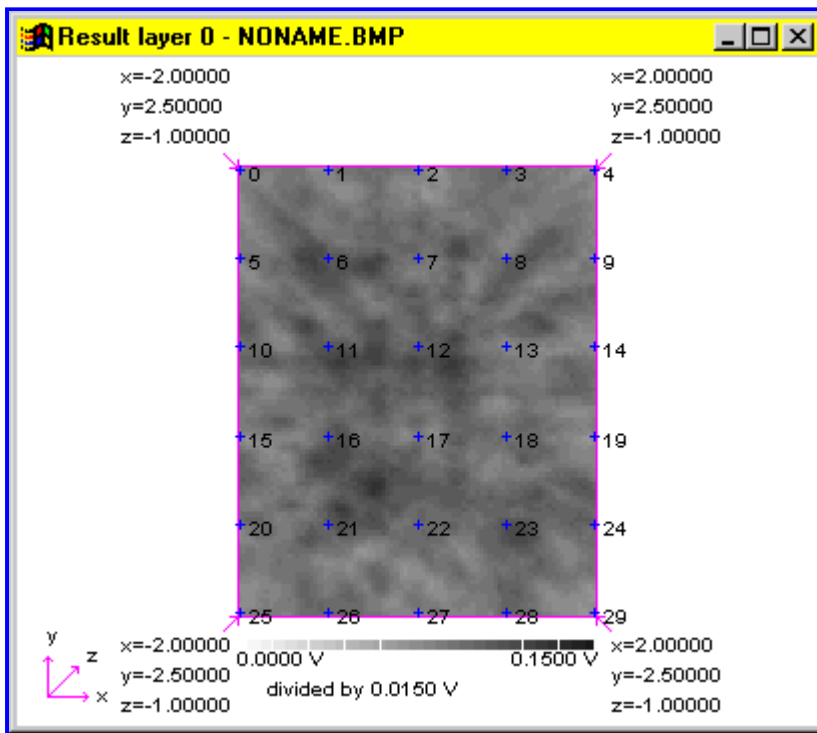 Result layer 0 - NONAME.BMP
x=-2.00000
y=2.50000
z=-1.00000
x=2.00000
y=2.50000
z=-1.00000
0 1 2 3 4
5 6 7 8 9
10 11 12 13 14
15 16 17 18 19
20 21 22 23 24
25 26 27 28 29
y
z
x
x=-2.00000
y=-2.50000
z=-1.00000
0.0000 V 0.1500 V
divided by 0.0150 V
x=2.00000
y=-2.50000
z=-1.00000